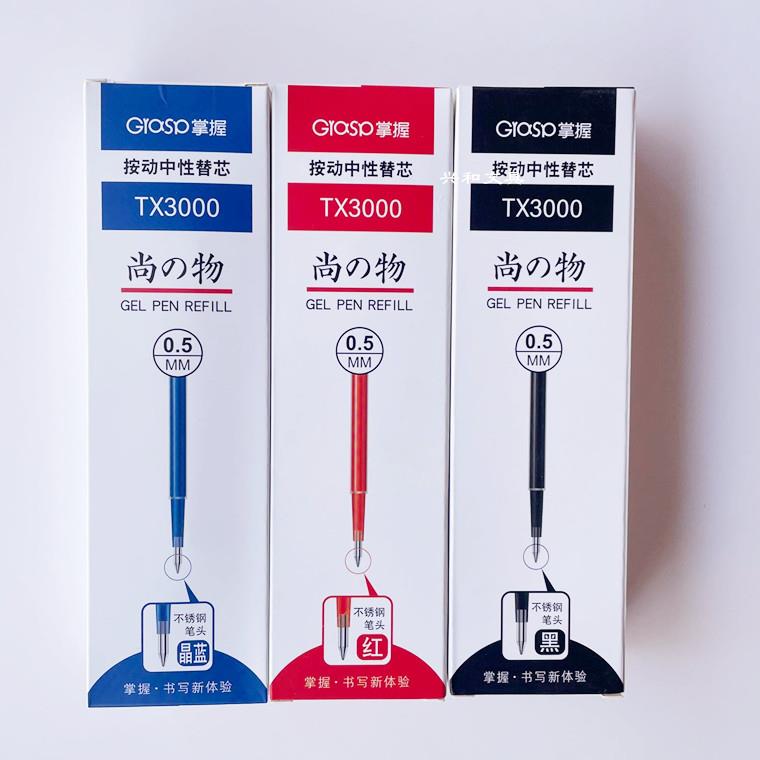 Grasp掌握
按动中性替芯
TX3000
尚の物
GEL PEN REFILL
0.5
MM
不锈钢
笔头
晶蓝
掌握·书写新体验
Grasp掌握
按动中性替芯
TX3000
尚の物
GEL PEN REFILL
0.5
MM
不锈钢
笔头
红
掌握·书写新体验
Grasp掌握
按动中性替芯
兴和文具
TX3000
尚の物
GEL PEN REFILL
0.5
MM
不锈钢
笔头
黑
掌握·书写新体验